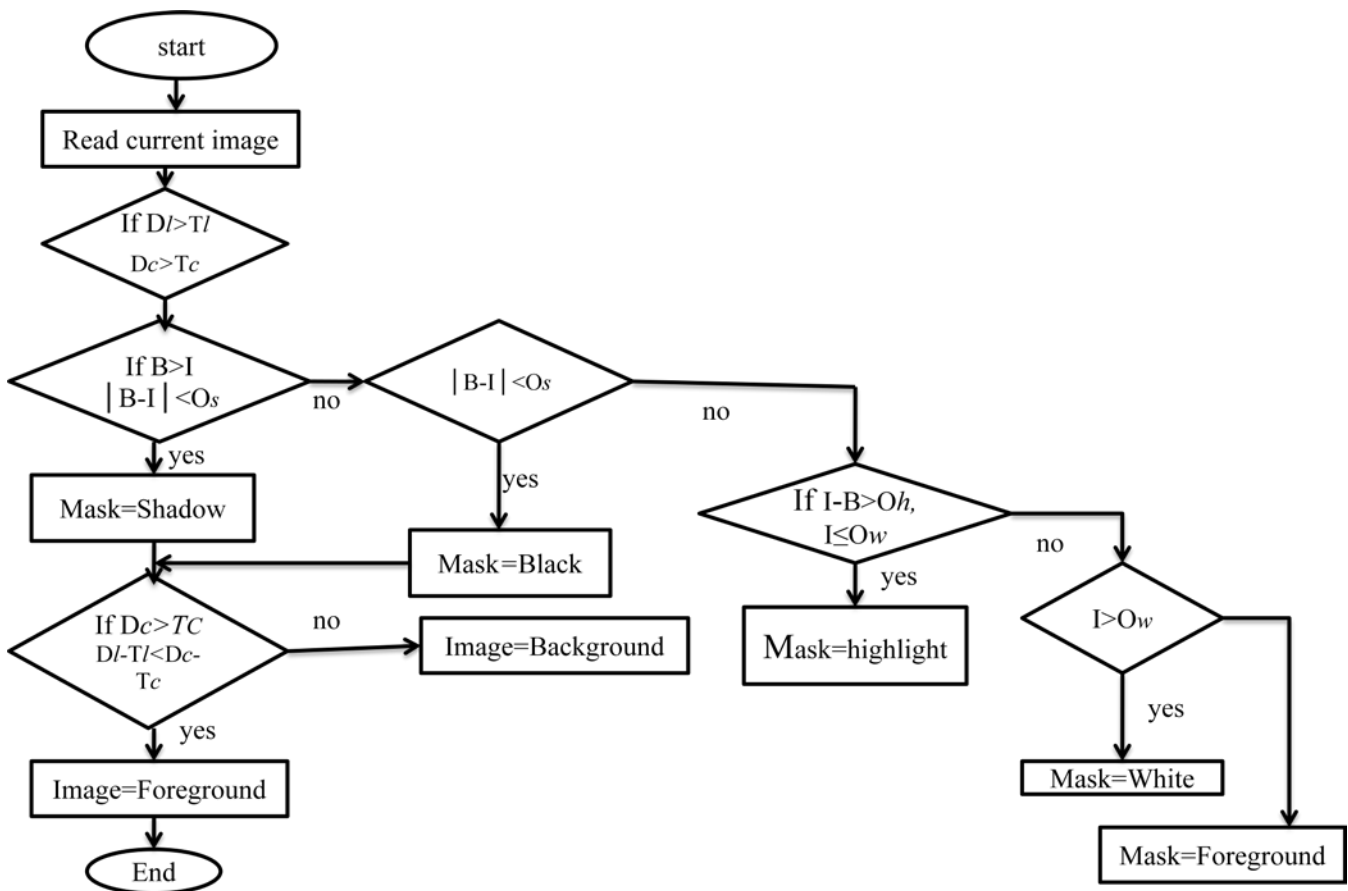 start
Read current image
If Dl>Tl
Dc>Tc
If B>I
|B-I| <Os
no
|B-I| <Os
no
yes
Mask=Shadow
yes
Mask=Black
If I-B>Oh,
I≤Ow
no
yes
Mask=highlight
I>Ow
If Dc>TC
Dl-Tl<Dc-
Tc
no
Image=Background
yes
Image=Foreground
yes
Mask=White
Mask=Foreground
End